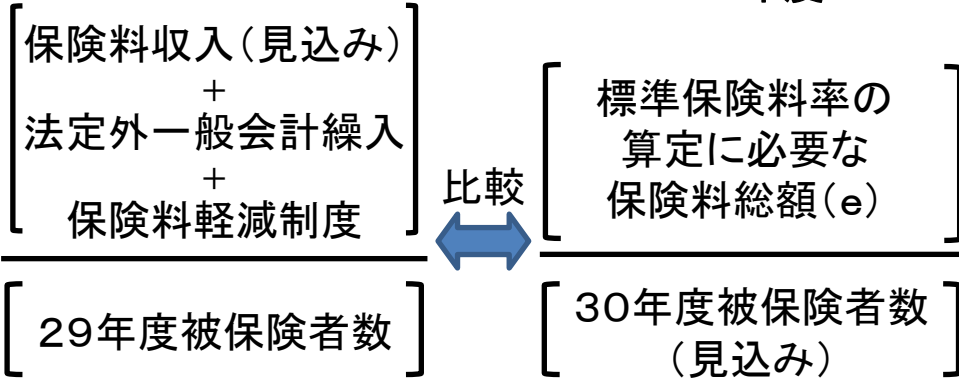 保険料収入（見込み）
＋
法定外一般会計繰入
＋
保険料軽減制度
29年度被保険者数
比較
標準保険料率の
算定に必要な
保険料総額（e）
30年度被保険者数
（見込み）